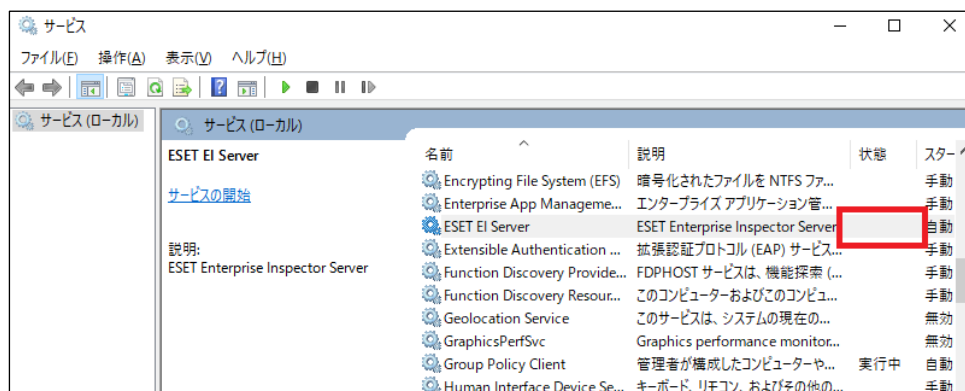 サービス
ファイル(F) 操作(A) 表示(V) ヘルプ(H)
サービス (ローカル)
サービス (ローカル)
ESET EI Server
サービスの開始
説明:
ESET Enterprise Inspector Server
名前 説明 状態 スター
Encrypting File System (EFS) 暗号化されたファイルを NTFS ファ... 手動
Enterprise App Manageme... エンタープライズ アプリケーション管... 手動
ESET EI Server ESET Enterprise Inspector Server 自動
Extensible Authentication ... 拡張認証プロトコル (EAP) サービス... 手動
Function Discovery Provide... FDPHOST サービスは、機能探索 (... 手動
Function Discovery Resour... このコンピューターおよびこのコンピュ... 手動
Geolocation Service このサービスは、システムの現在の... 無効
GraphicsPerfSvc Graphics performance monitor... 無効
Group Policy Client 管理者が構成したコンピューターや... 実行中 自動
Human Interface Device Se... キーボード、リモコン、およびその他の... 手動